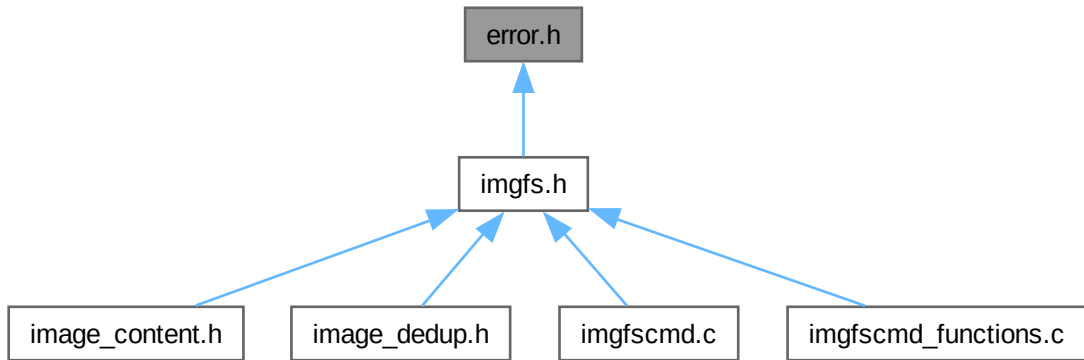 error.h
imgfs.h
image_content.h
image_dedup.h
imgfscmd.c
imgfscmd_functions.c